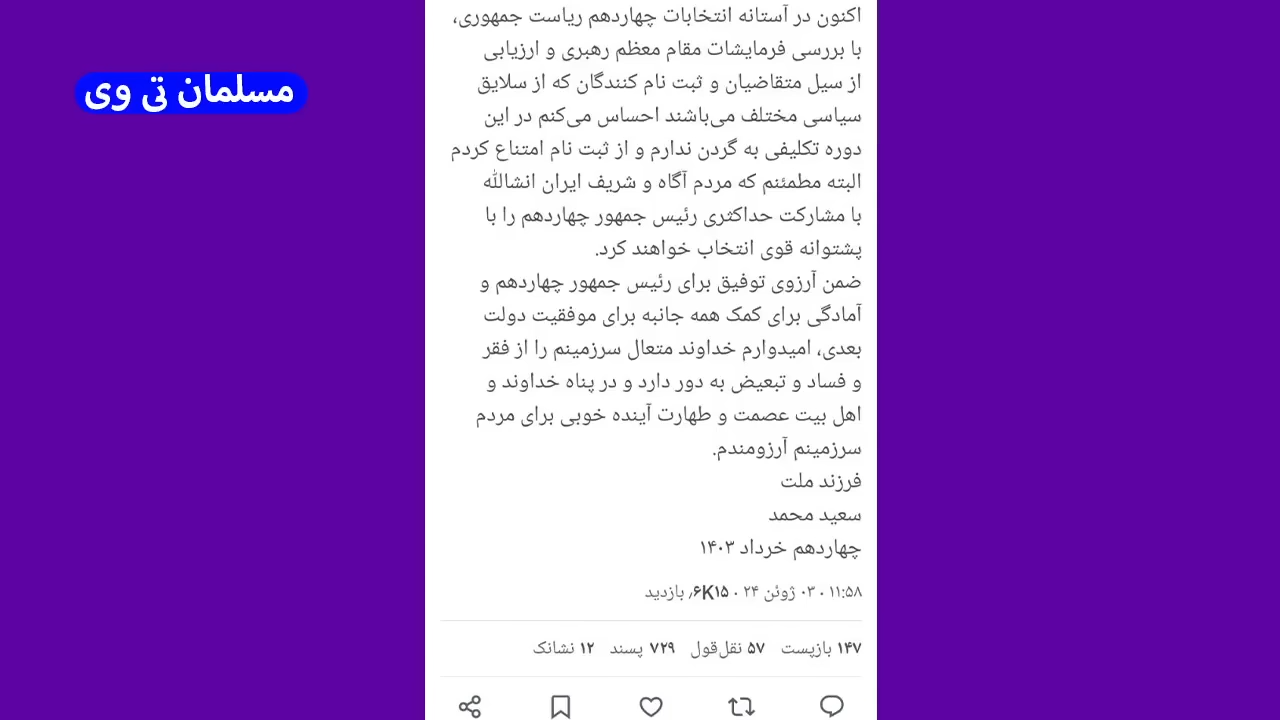 مسلمان تی وی
اکنون در آستانه انتخابات چهاردهم ریاست جمهوری،
با بررسی فرمایشات مقام معظم رهبری و ارزیابی
از سیل متقاضیان و ثبت نام کنندگان که از سلایق
سیاسی مختلف می‌باشند احساس می‌کنم در این
دوره تکلیفی به گردن ندارم و از ثبت نام امتناع کردم
البته مطمئنم که مردم آگاه و شریف ایران انشالله
با مشارکت حداکثری رئیس جمهور چهاردهم را با
پشتوانه قوی انتخاب خواهند کرد.
ضمن آرزوی توفیق برای رئیس جمهور چهاردهم و
آمادگی برای کمک همه جانبه برای موفقیت دولت
بعدی، امیدوارم خداوند متعال سرزمینم را از فقر
و فساد و تبعیض به دور دارد و در پناه خداوند و
اهل بیت عصمت و طهارت آینده خوبی برای مردم
سرزمینم آرزومندم.
فرزند ملت
سعید محمد
چهاردهم خرداد ۱۴۰۳
۱۱:۵۸ · ۰۳ ژوئن ۲۴ · ۱۵٫۶K بازدید
۱۴۷ بازپست ۵۷ نقل‌قول ۷۲۹ پسند ۱۲ نشانک